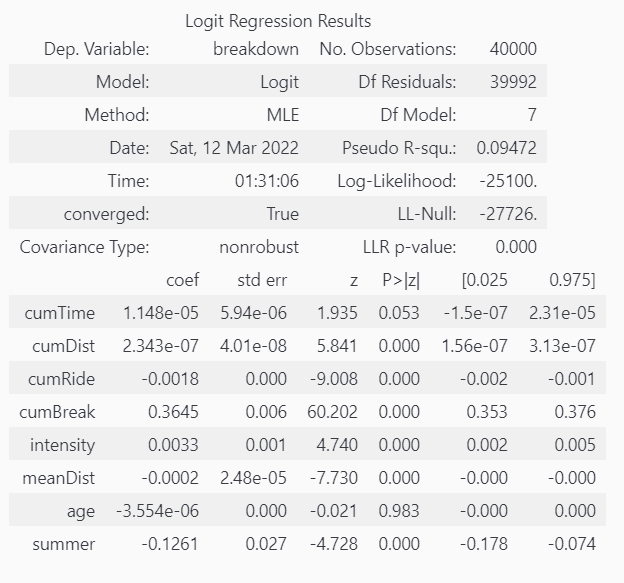 Logit Regression Results
Dep. Variable: breakdown No. Observations: 40000
Model: Logit Df Residuals: 39992
Method: MLE Df Model: 7
Date: Sat, 12 Mar 2022 Pseudo R-squ.: 0.09472
Time: 01:31:06 Log-Likelihood: -25100.
converged: True LL-Null: -27726.
Covariance Type: nonrobust LLR p-value: 0.000
coef std err z P>|z| [0.025 0.975]
cumTime 1.148e-05 5.94e-06 1.935 0.053 -1.5e-07 2.31e-05
cumDist 2.343e-07 4.01e-08 5.841 0.000 1.56e-07 3.13e-07
cumRide -0.0018 0.000 -9.008 0.000 -0.002 -0.001
cumBreak 0.3645 0.006 60.202 0.000 0.353 0.376
intensity 0.0033 0.001 4.740 0.000 0.002 0.005
meanDist -0.0002 2.48e-05 -7.730 0.000 -0.000 -0.000
age -3.554e-06 0.000 -0.021 0.983 -0.000 0.000
summer -0.1261 0.027 -4.728 0.000 -0.178 -0.074